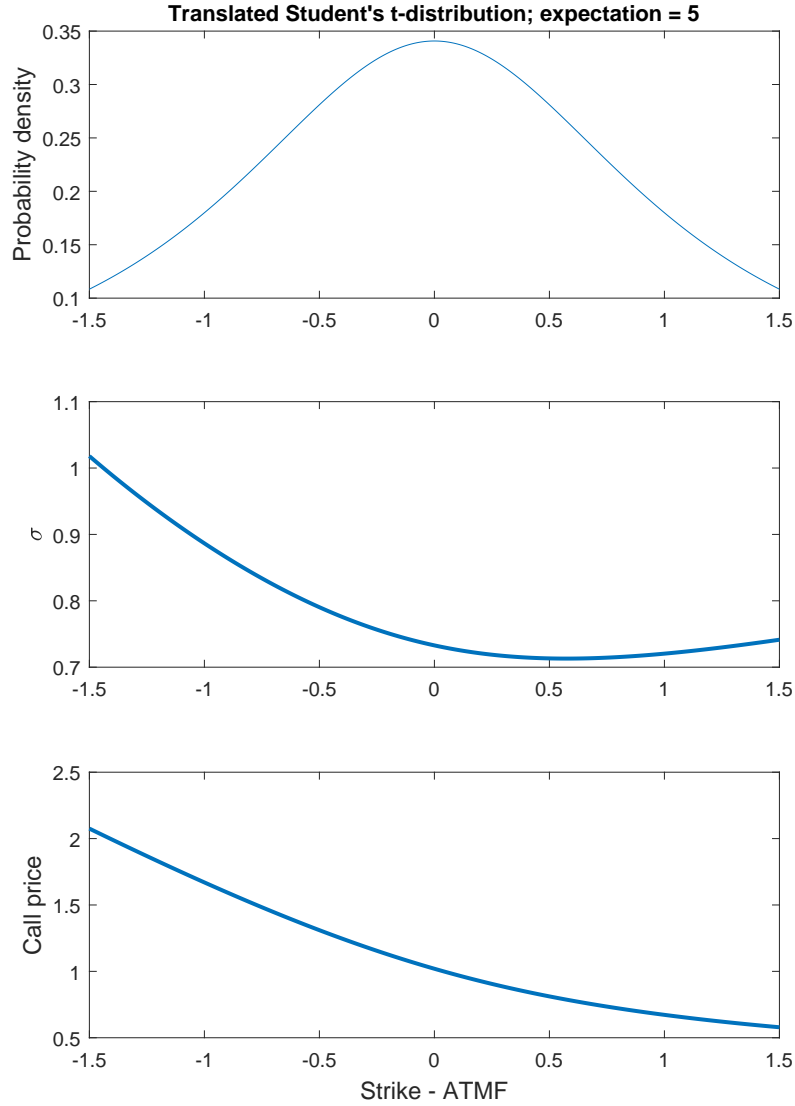 Translated Student's t-distribution; expectation = 5
0.35
0.3
0.25
0.2
0.15
0.1
Probability density
-1.5 -1 -0.5 0 0.5 1 1.5
1.1
1
0.9
0.8
0.7
σ
-1.5 -1 -0.5 0 0.5 1 1.5
2.5
2
1.5
1
0.5
Call price
-1.5 -1 -0.5 0 0.5 1 1.5
Strike - ATMF